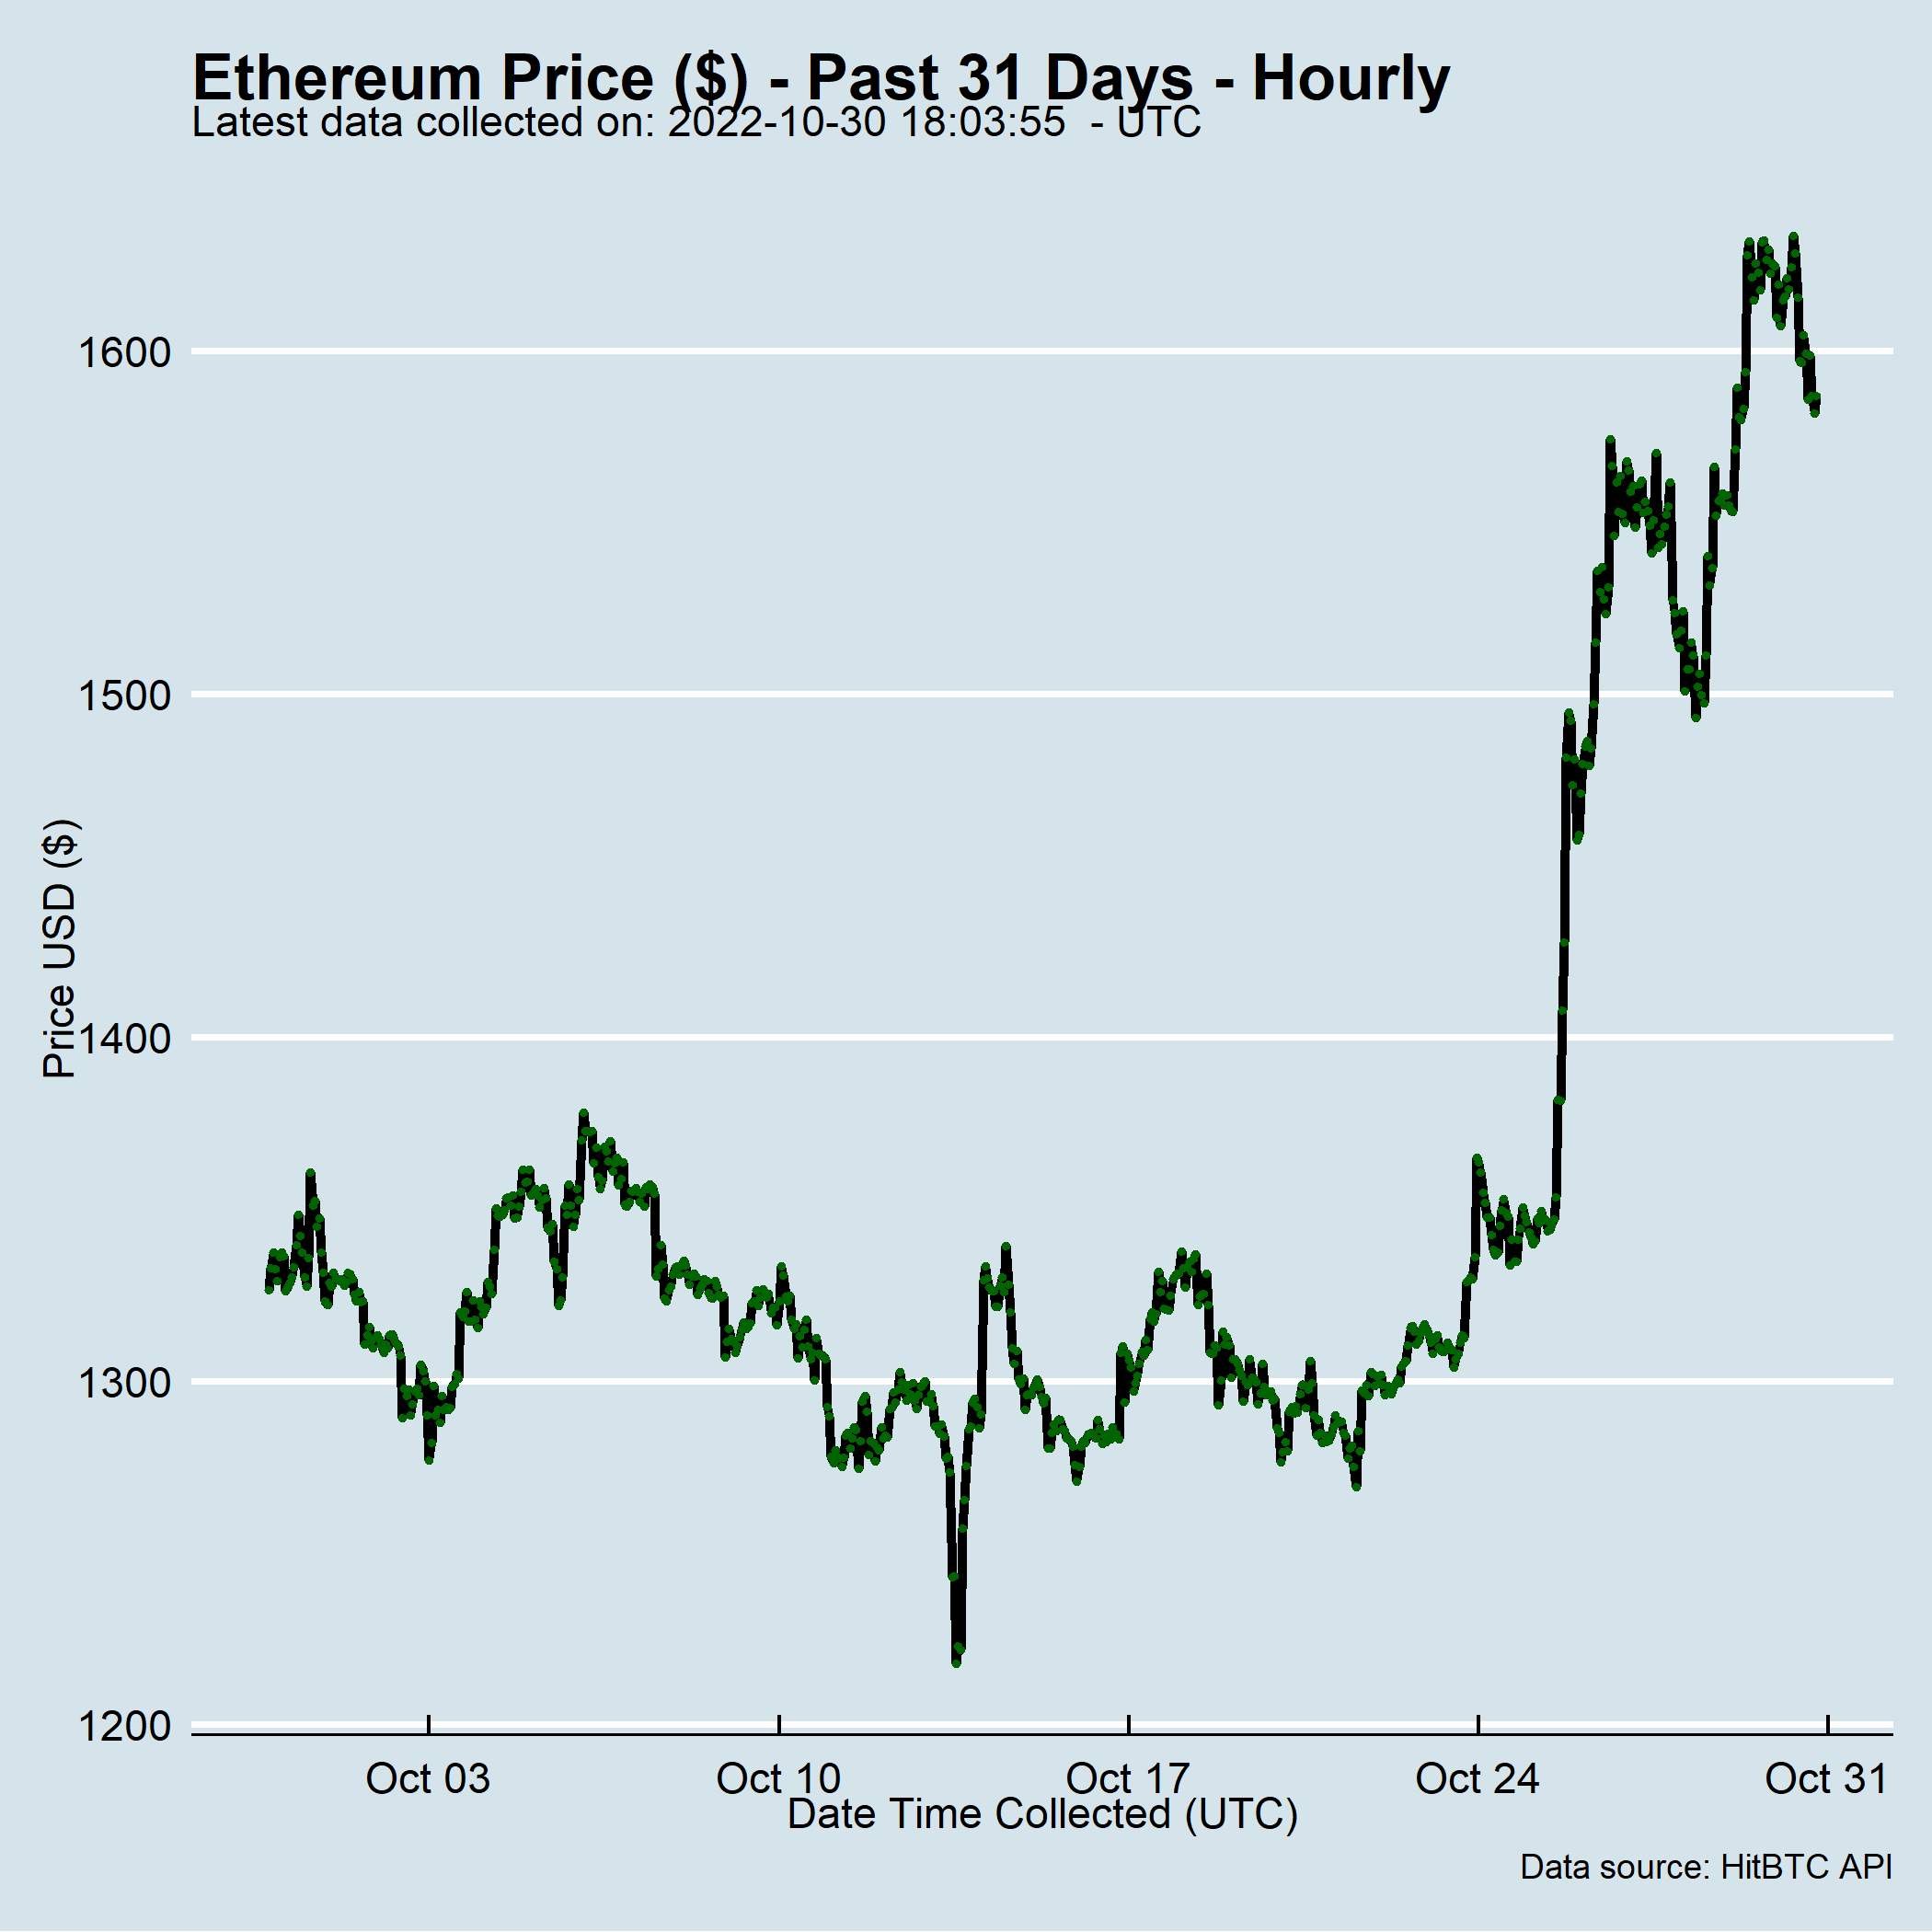 Ethereum Price ($) - Past 31 Days - Hourly
Latest data collected on: 2022-10-30 18:03:55  - UTC
Price USD ($)
1600
1500
1400
1300
1200
Oct 03 Oct 10 Oct 17 Oct 24 Oct 31
Date Time Collected (UTC)
Data source: HitBTC API